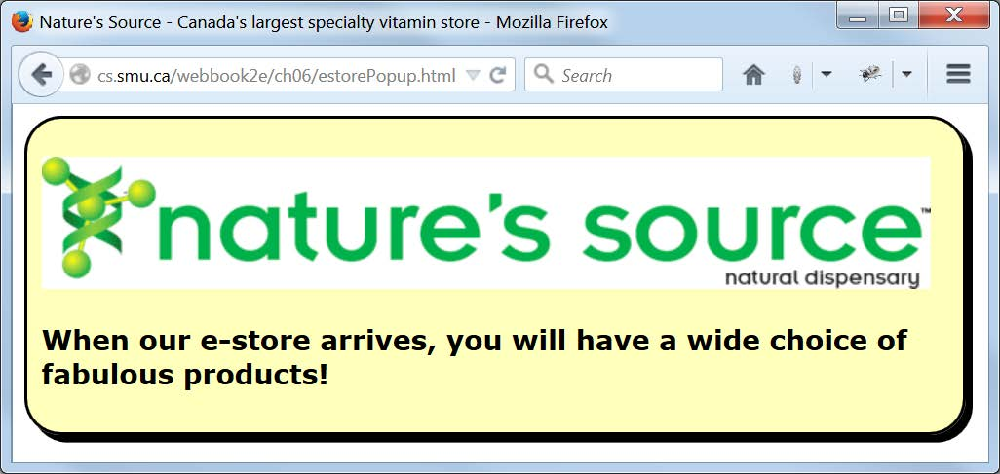 Nature's Source - Canada's largest specialty vitamin store - Mozilla Firefox
cs.smu.ca/webbook2e/ch06/estorePopup.html
Search
nature's source™
natural dispensary
When our e-store arrives, you will have a wide choice of
fabulous products!